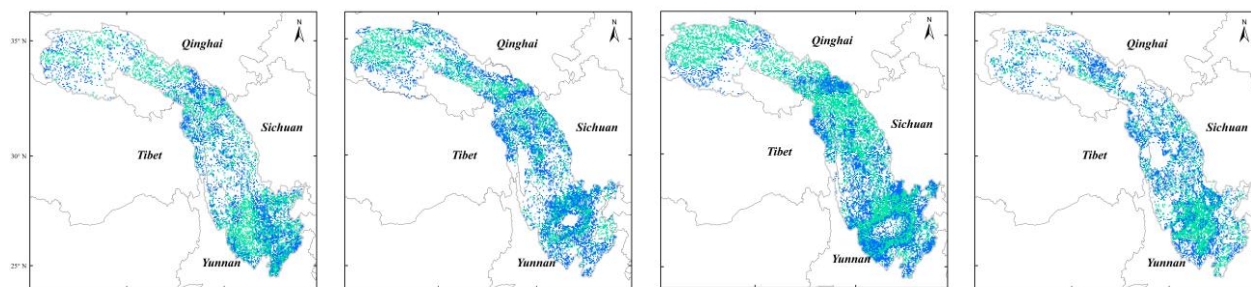 N
35° N
Qinghai
Sichuan
30° N
Tibet
Yunnan
25° N
N
Qinghai
Sichuan
Tibet
Yunnan
N
Qinghai
Sichuan
Tibet
Yunnan
N
Qinghai
Sichuan
Tibet
Yunnan